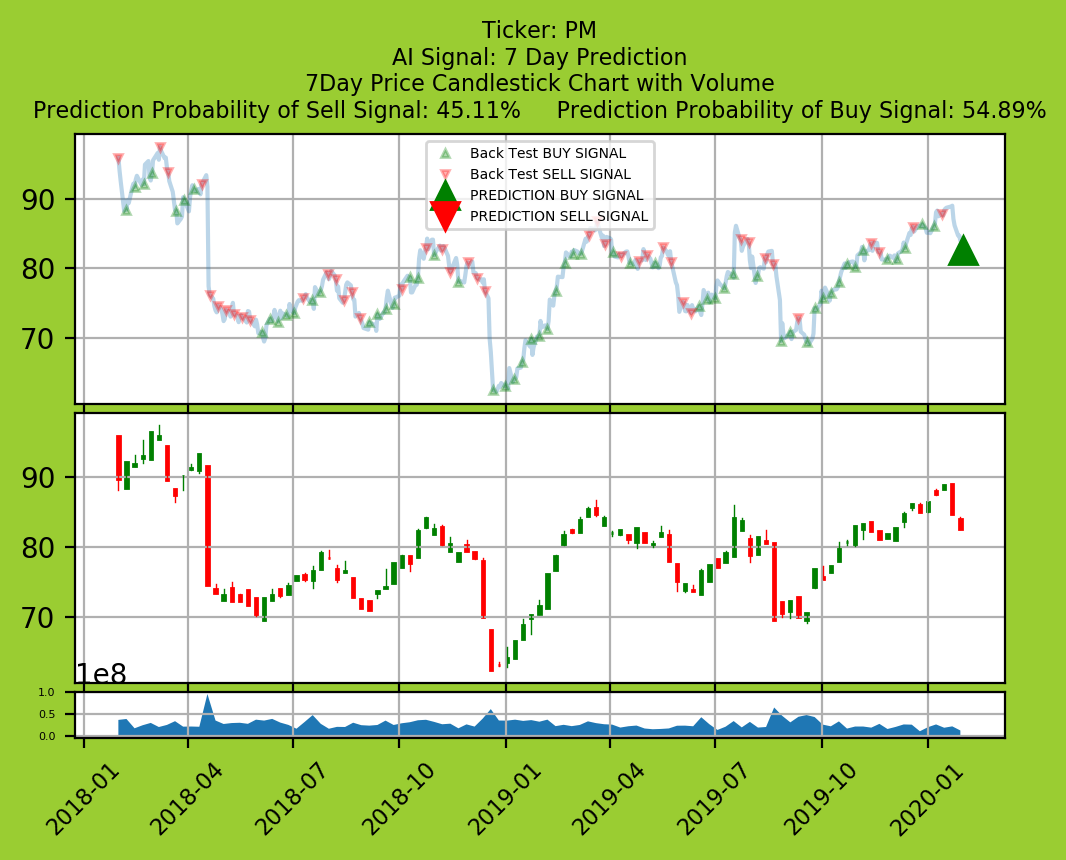 Ticker: PM
AI Signal: 7 Day Prediction
7Day Price Candlestick Chart with Volume
Prediction Probability of Sell Signal: 45.11% Prediction Probability of Buy Signal: 54.89%
Back Test BUY SIGNAL
Back Test SELL SIGNAL
PREDICTION BUY SIGNAL
PREDICTION SELL SIGNAL
90
80
70
90
80
70
1e8
1.0
0.5
0.0
2018-01
2018-04
2018-07
2018-10
2019-01
2019-04
2019-07
2019-10
2020-01